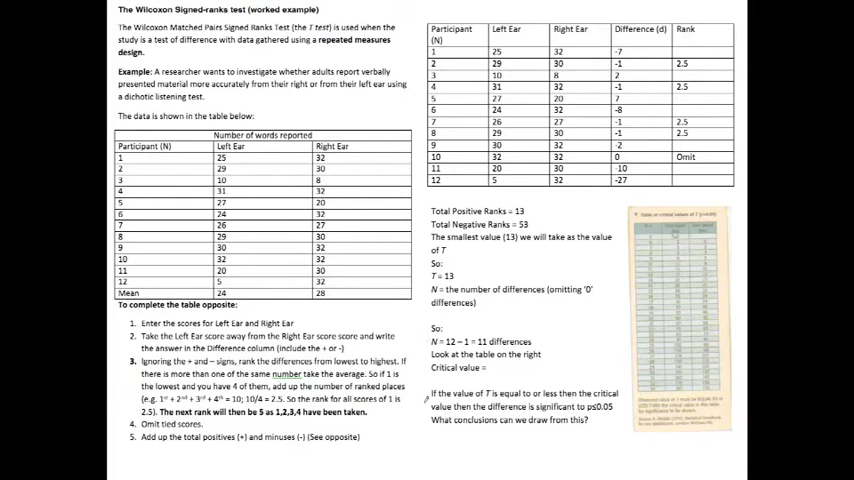 The Wilcoxon Signed-ranks test (worked example)
The Wilcoxon Matched Pairs Signed Ranks Test (the T test) is used when the
study is a test of difference with data gathered using a repeated measures
design.
Example: A researcher wants to investigate whether adults report verbally
presented material more accurately from their right or from their left ear using
a dichotic listening test.
The data is shown in the table below:
Number of words reported
Participant (N) Left Ear Right Ear
1 25 32
2 29 30
3 10 8
4 31 32
5 27 20
6 24 32
7 26 27
8 29 30
9 30 32
10 32 32
11 20 30
12 5 32
Mean 24 28
To complete the table opposite:
1. Enter the scores for Left Ear and Right Ear
2. Take the Left Ear score away from the Right Ear score score and write
the answer in the Difference column (include the + or -)
3. Ignoring the + and – signs, rank the differences from lowest to highest. If
there is more than one of the same number take the average. So if 1 is
the lowest and you have 4 of them, add up the number of ranked places
(e.g. 1st + 2nd + 3rd + 4th = 10; 10/4 = 2.5. So the rank for all scores of 1 is
2.5). The next rank will then be 5 as 1,2,3,4 have been taken.
4. Omit tied scores.
5. Add up the total positives (+) and minuses (-) (See opposite)
Participant Left Ear Right Ear Difference (d) Rank
(N)
1 25 32 -7
2 29 30 -1 2.5
3 10 8 2
4 31 32 -1 2.5
5 27 20 7
6 24 32 -8
7 26 27 -1 2.5
8 29 30 -1 2.5
9 30 32 -2
10 32 32 0 Omit
11 20 30 -10
12 5 32 -27
Total Positive Ranks = 13
Total Negative Ranks = 53
The smallest value (13) we will take as the value
of T
So:
T = 13
N = the number of differences (omitting '0'
differences)
So:
N = 12 – 1 = 11 differences
Look at the table on the right
Critical value =
If the value of T is equal to or less then the critical
value then the difference is significant to p≤0.05
What conclusions can we draw from this?
Table of critical values of T